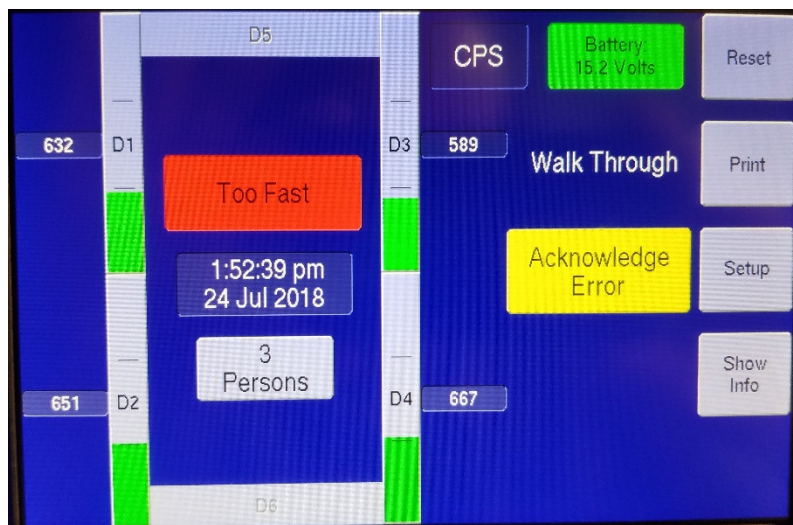 D5
CPS
Battery:
15.2 Volts
Reset
632
D1
D3
589
Walk Through
Print
Too Fast
Acknowledge
Error
Setup
1:52:39 pm
24 Jul 2018
3
Persons
Show
Info
651
D2
D4
667
D6